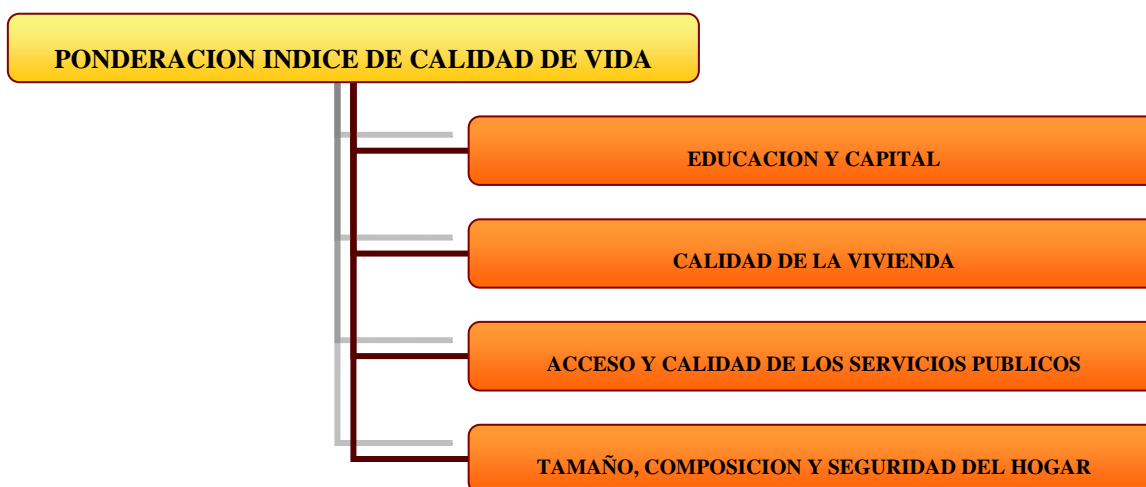 PONDERACION INDICE DE CALIDAD DE VIDA
EDUCACION Y CAPITAL
CALIDAD DE LA VIVIENDA
ACCESO Y CALIDAD DE LOS SERVICIOS PUBLICOS
TAMAÑO, COMPOSICION Y SEGURIDAD DEL HOGAR